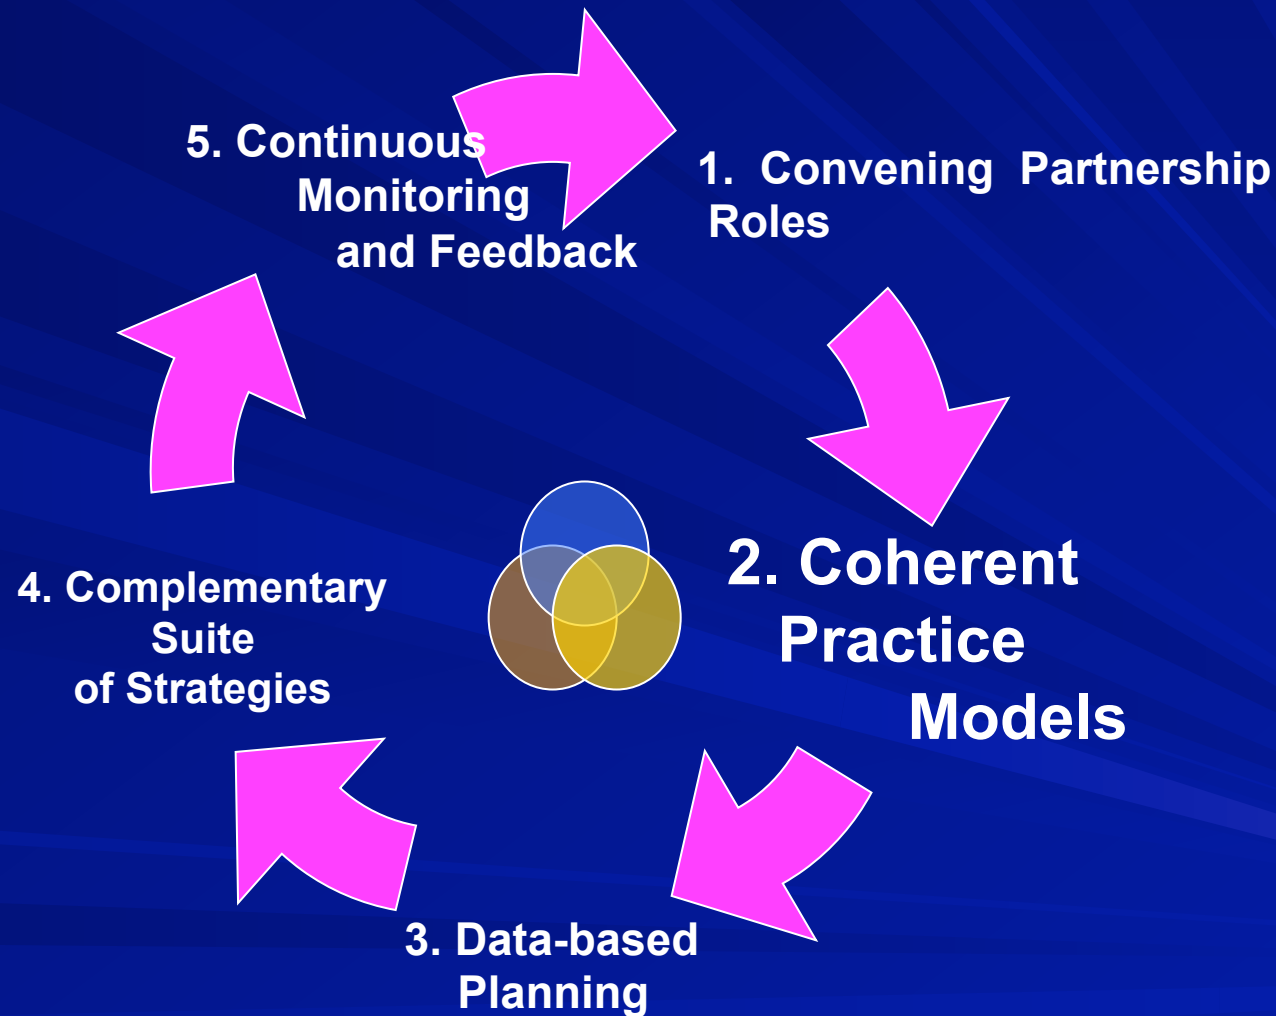 1. Convening Partnership
Roles
2. Coherent
Practice
Models
3. Data-based
Planning
4. Complementary
Suite
of Strategies
5. Continuous
Monitoring
and Feedback